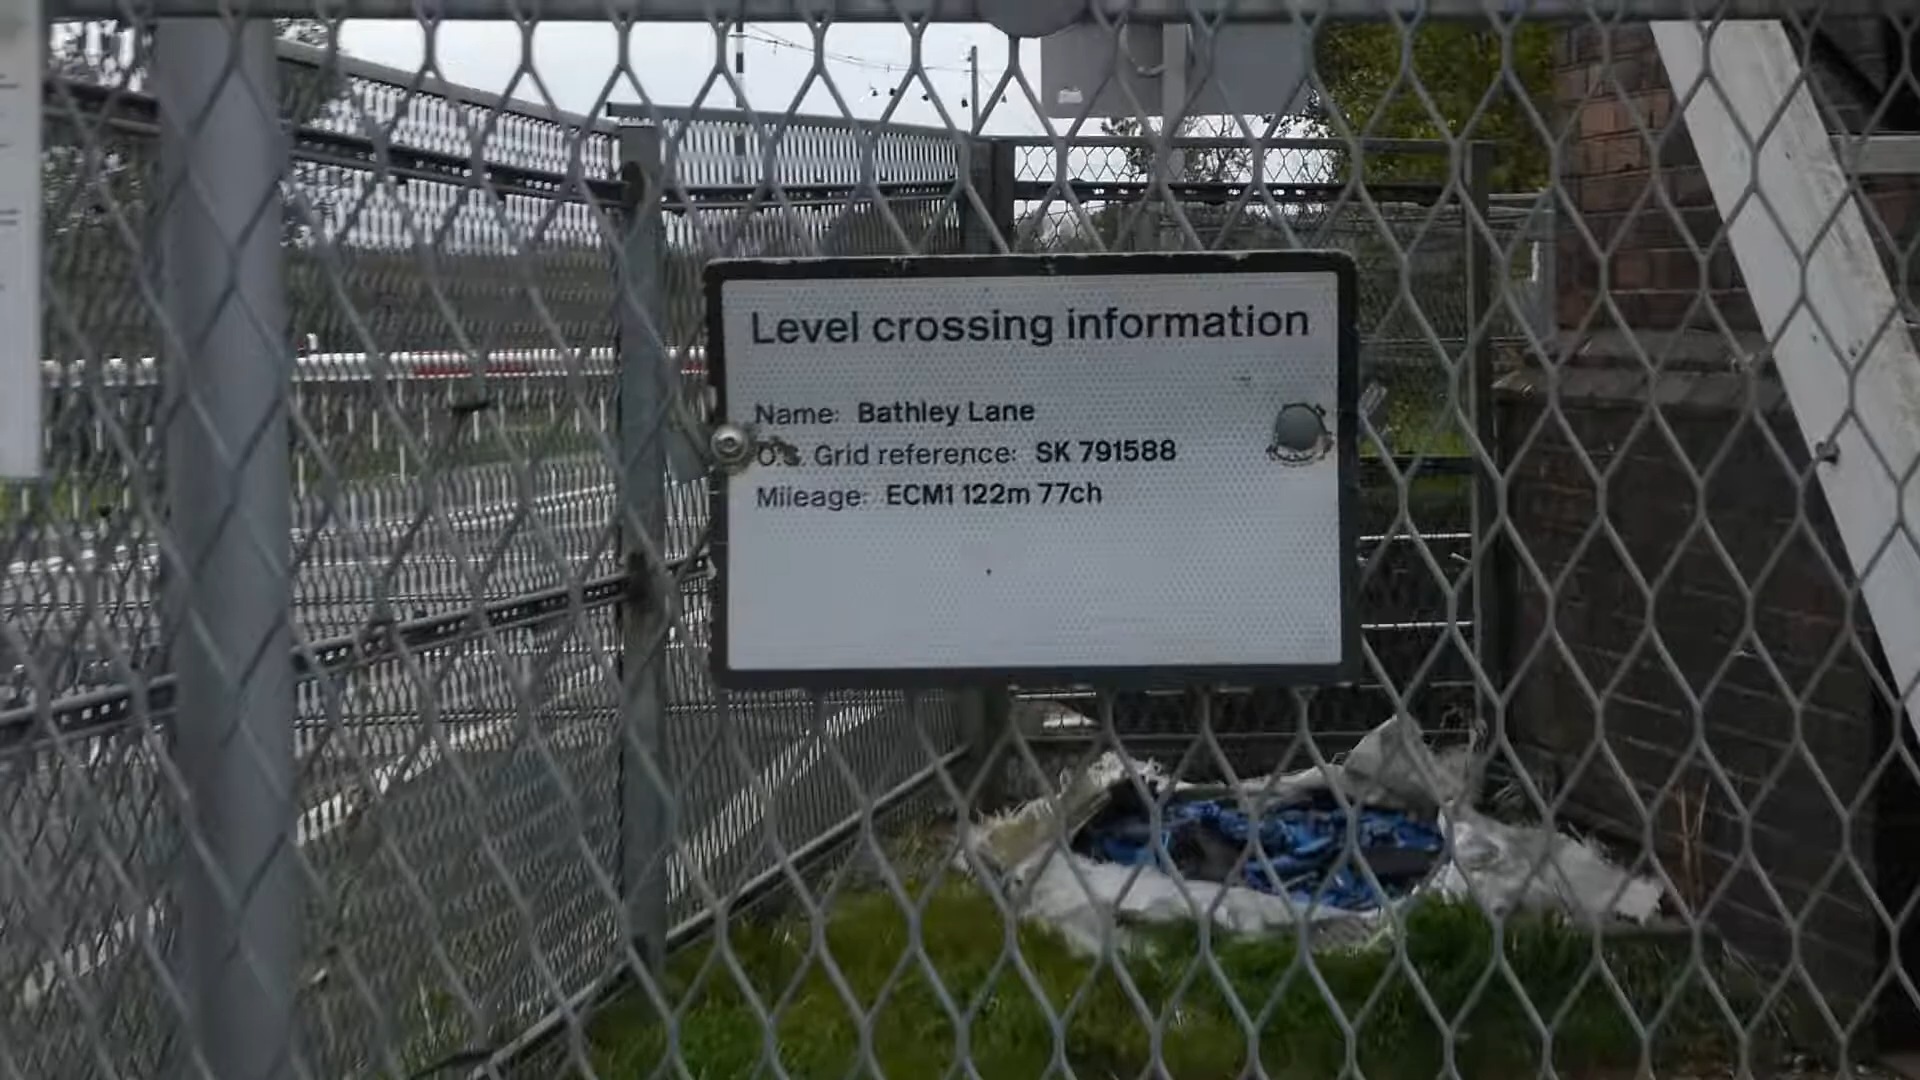 Level crossing information
Name: Bathley Lane
O.S. Grid reference: SK 791588
Mileage: ECM1 122m 77ch